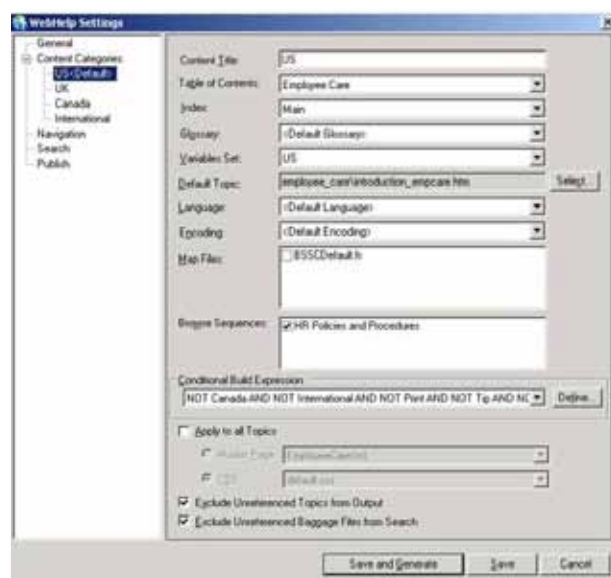 WebHelp Settings
General
Content Categories
US<Default>
UK
Canada
International
Navigation
Search
Publish
Content Title: US
Table of Contents: Employee Care
Index: Main
Glossary: <Default Glossary>
Variables Set: US
Default Topic: employee_care\introduction_empcare.htm Select...
Language: <Default Language>
Encoding: <Default Encoding>
Map Files: BSSCDefault.h
Browse Sequences: HR Policies and Procedures
Conditional Build Expression
NOT Canada AND NOT International AND NOT Print AND NOT Tip AND NO Define...
Apply to all Topics
Master Page
CSS default.css
Exclude Unreferenced Topics from Output
Exclude Unreferenced Baggage Files from Search
Save and Generate Save Cancel